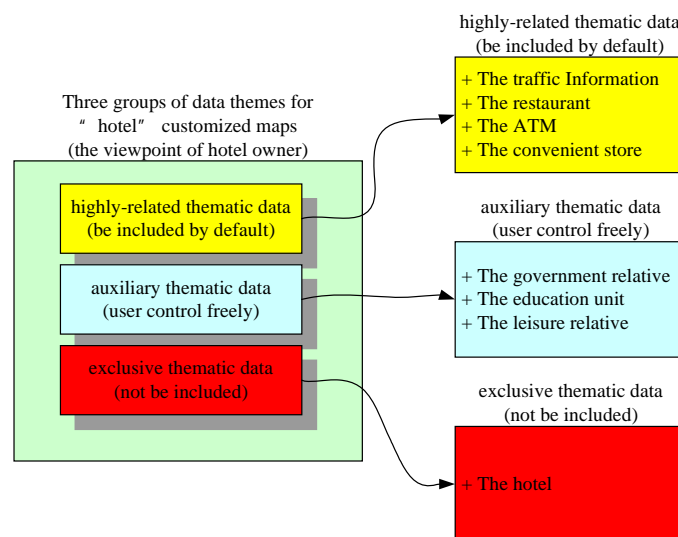 Three groups of data themes for
“ hotel” customized maps
(the viewpoint of hotel owner)
highly-related thematic data
(be included by default)
auxiliary thematic data
(user control freely)
exclusive thematic data
(not be included)
highly-related thematic data
(be included by default)
+ The traffic Information
+ The restaurant
+ The ATM
+ The convenient store
auxiliary thematic data
(user control freely)
+ The government relative
+ The education unit
+ The leisure relative
exclusive thematic data
(not be included)
+ The hotel